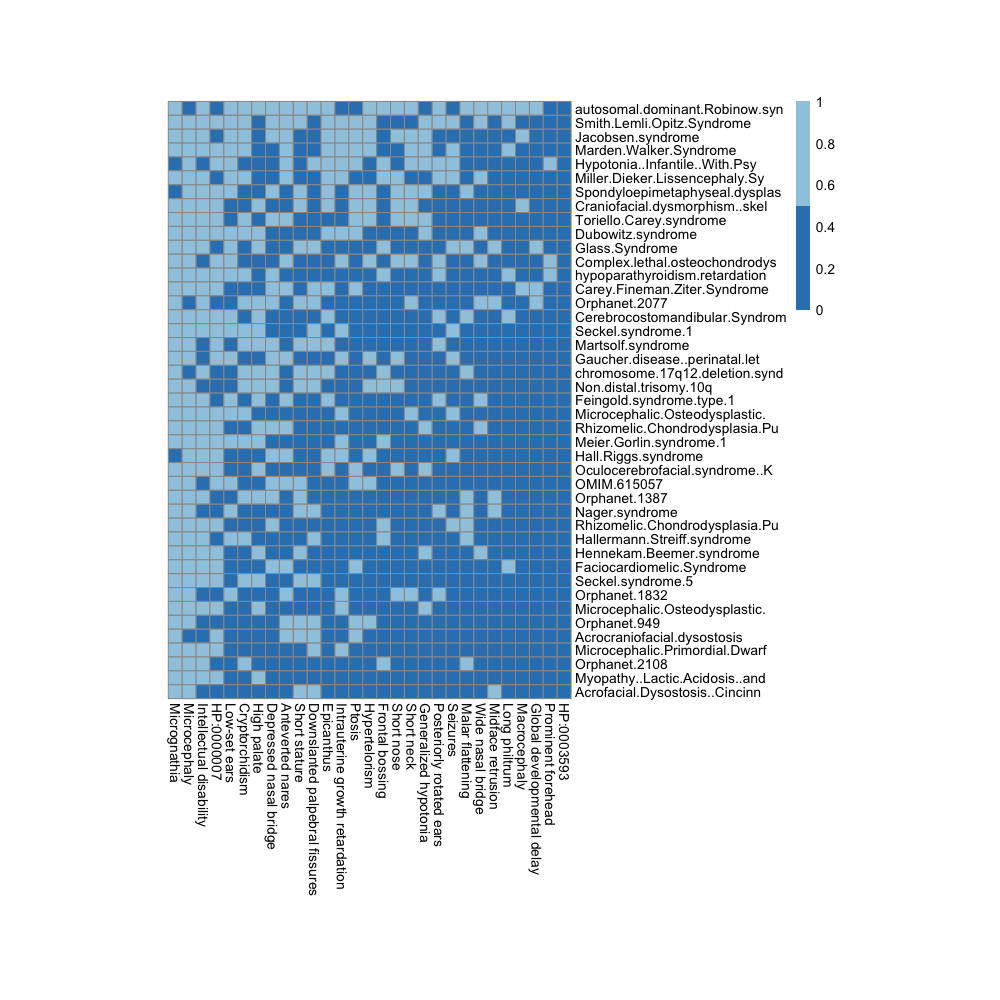 autosomal.dominant.Robinow.syn
Smith.Lemli.Opitz.Syndrome
Jacobsen.syndrome
Marden.Walker.Syndrome
Hypotonia..Infantile..With.Psy
Miller.Dieker.Lissencephaly.Sy
Spondyloepimetaphyseal.dysplas
Craniofacial.dysmorphism..skel
Toriello.Carey.syndrome
Dubowitz.syndrome
Glass.Syndrome
Complex.lethal.osteochondrodys
hypoparathyroidism.retardation
Carey.Fineman.Ziter.Syndrome
Orphanet.2077
Cerebrocostomandibular.Syndrom
Seckel.syndrome.1
Martsolf.syndrome
Gaucher.disease..perinatal.let
chromosome.17q12.deletion.synd
Non.distal.trisomy.10q
Feingold.syndrome.type.1
Microcephalic.Osteodysplastic.
Rhizomelic.Chondrodysplasia.Pu
Meier.Gorlin.syndrome.1
Hall.Riggs.syndrome
Oculocerebrofacial.syndrome..K
OMIM.615057
Orphanet.1387
Nager.syndrome
Rhizomelic.Chondrodysplasia.Pu
Hallermann.Streiff.syndrome
Hennekam.Beemer.syndrome
Faciocardiomelic.Syndrome
Seckel.syndrome.5
Orphanet.1832
Microcephalic.Osteodysplastic.
Orphanet.949
Acrocraniofacial.dysostosis
Microcephalic.Primordial.Dwarf
Orphanet.2108
Myopathy..Lactic.Acidosis..and
Acrofacial.Dysostosis..Cincinn
1
0.8
0.6
0.4
0.2
0
Micrognathia
Microcephaly
Intellectual disability
HP:0000007
Low-set ears
Cryptorchidism
High palate
Depressed nasal bridge
Anteverted nares
Short stature
Downslanted palpebral fissures
Epicanthus
Intrauterine growth retardation
Ptosis
Hypertelorism
Frontal bossing
Short nose
Short neck
Generalized hypotonia
Posteriorly rotated ears
Seizures
Malar flattening
Wide nasal bridge
Midface retrusion
Long philtrum
Macrocephaly
Global developmental delay
Prominent forehead
HP:0003593